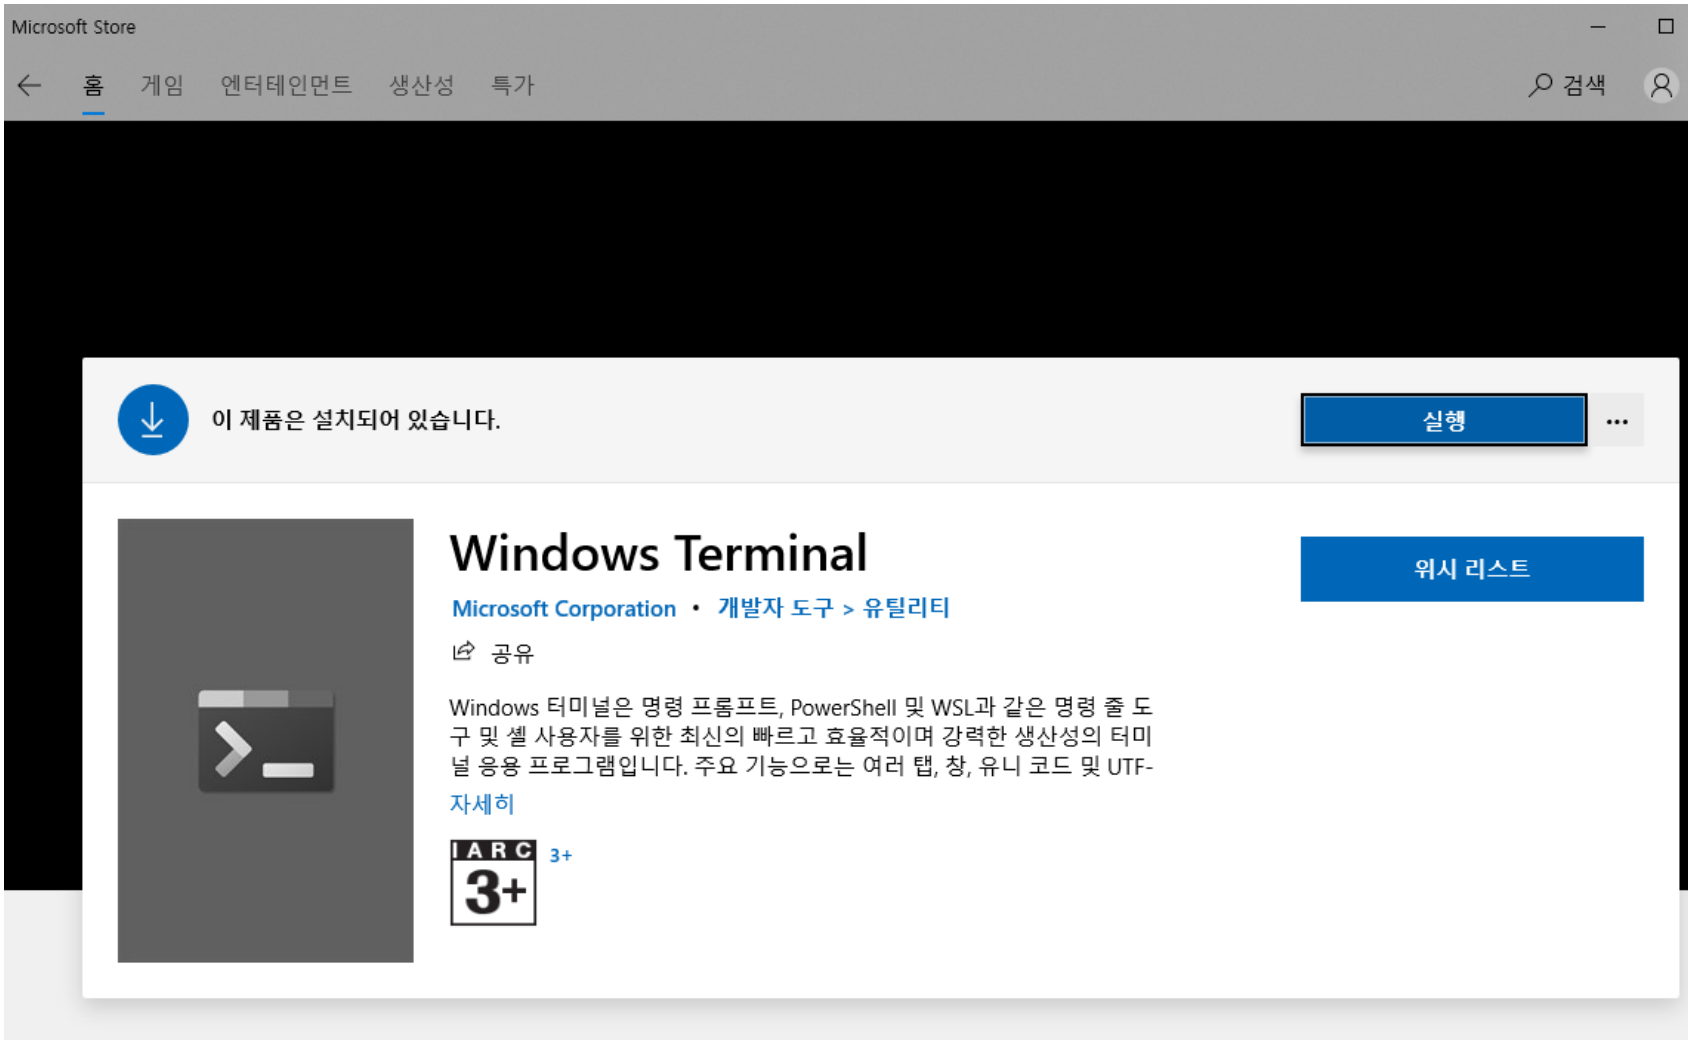 Microsoft Store
홈 게임 엔터테인먼트 생산성 특가 검색
이 제품은 설치되어 있습니다. 실행 ...
Windows Terminal
위시 리스트
Microsoft Corporation • 개발자 도구 > 유틸리티
공유
Windows 터미널은 명령 프롬프트, PowerShell 및 WSL과 같은 명령 줄 도
구 및 셸 사용자를 위한 최신의 빠르고 효율적이며 강력한 생산성의 터미
널 응용 프로그램입니다. 주요 기능으로는 여러 탭, 창, 유니 코드 및 UTF-
자세히
IARC
3+
3+